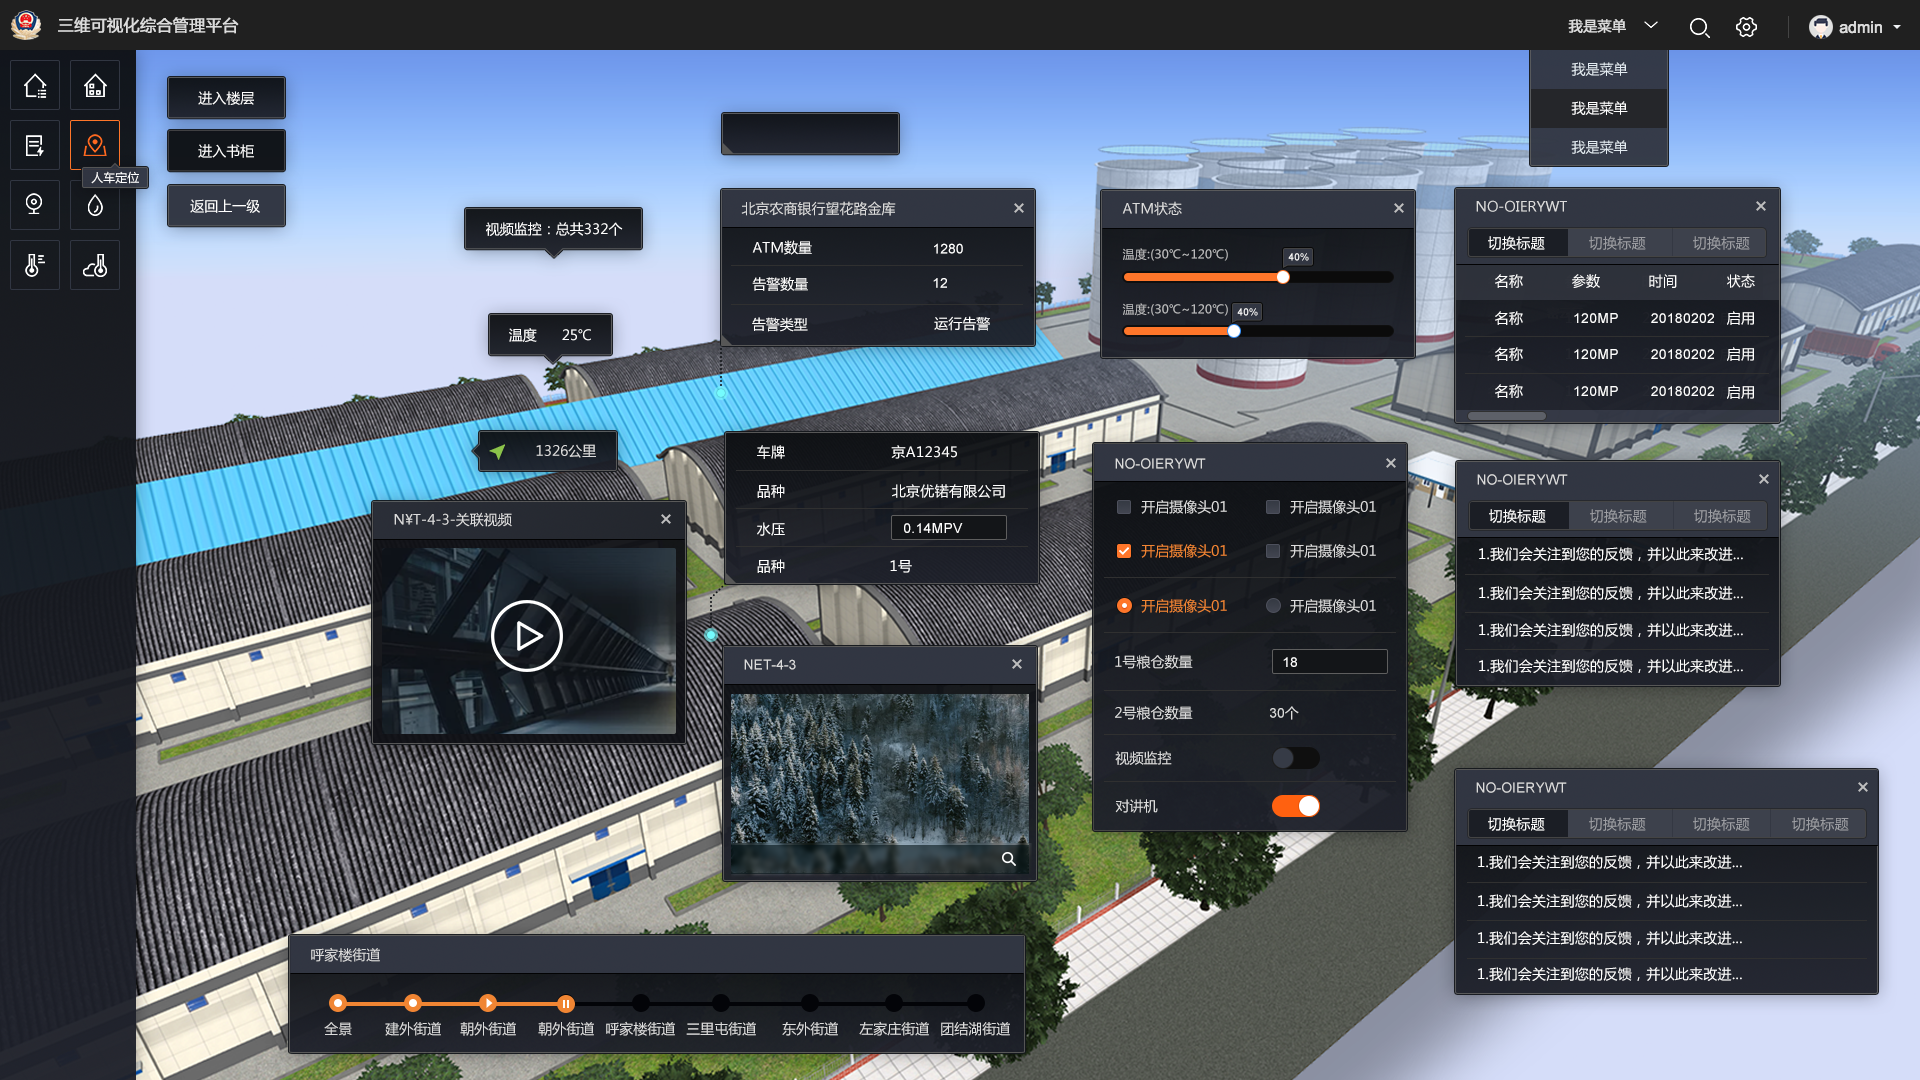 三维可视化综合管理平台
我是菜单
admin
我是菜单
我是菜单
我是菜单
人车定位
进入楼层
进入书柜
返回上一级
视频监控：总共332个
温度 25℃
1326公里
北京农商银行望花路金库
ATM数量 1280
告警数量 12
告警类型 运行告警
ATM状态
温度:(30℃~120℃) 40%
温度:(30℃~120℃) 40%
NO-OIERYWT
切换标题 切换标题 切换标题
名称 参数 时间 状态
名称 120MP 20180202 启用
名称 120MP 20180202 启用
名称 120MP 20180202 启用
车牌 京A12345
品种 北京优锘有限公司
水压 0.14MPV
品种 1号
N¥T-4-3-关联视频
NET-4-3
NO-OIERYWT
开启摄像头01 开启摄像头01
开启摄像头01 开启摄像头01
开启摄像头01 开启摄像头01
1号粮仓数量 18
2号粮仓数量 30个
视频监控
对讲机
NO-OIERYWT
切换标题 切换标题 切换标题
1.我们会关注到您的反馈，并以此来改进...
1.我们会关注到您的反馈，并以此来改进...
1.我们会关注到您的反馈，并以此来改进...
1.我们会关注到您的反馈，并以此来改进...
NO-OIERYWT
切换标题 切换标题 切换标题 切换标题
1.我们会关注到您的反馈，并以此来改进...
1.我们会关注到您的反馈，并以此来改进...
1.我们会关注到您的反馈，并以此来改进...
1.我们会关注到您的反馈，并以此来改进...
呼家楼街道
全景 建外街道 朝外街道 朝外街道 呼家楼街道 三里屯街道 东外街道 左家庄街道 团结湖街道